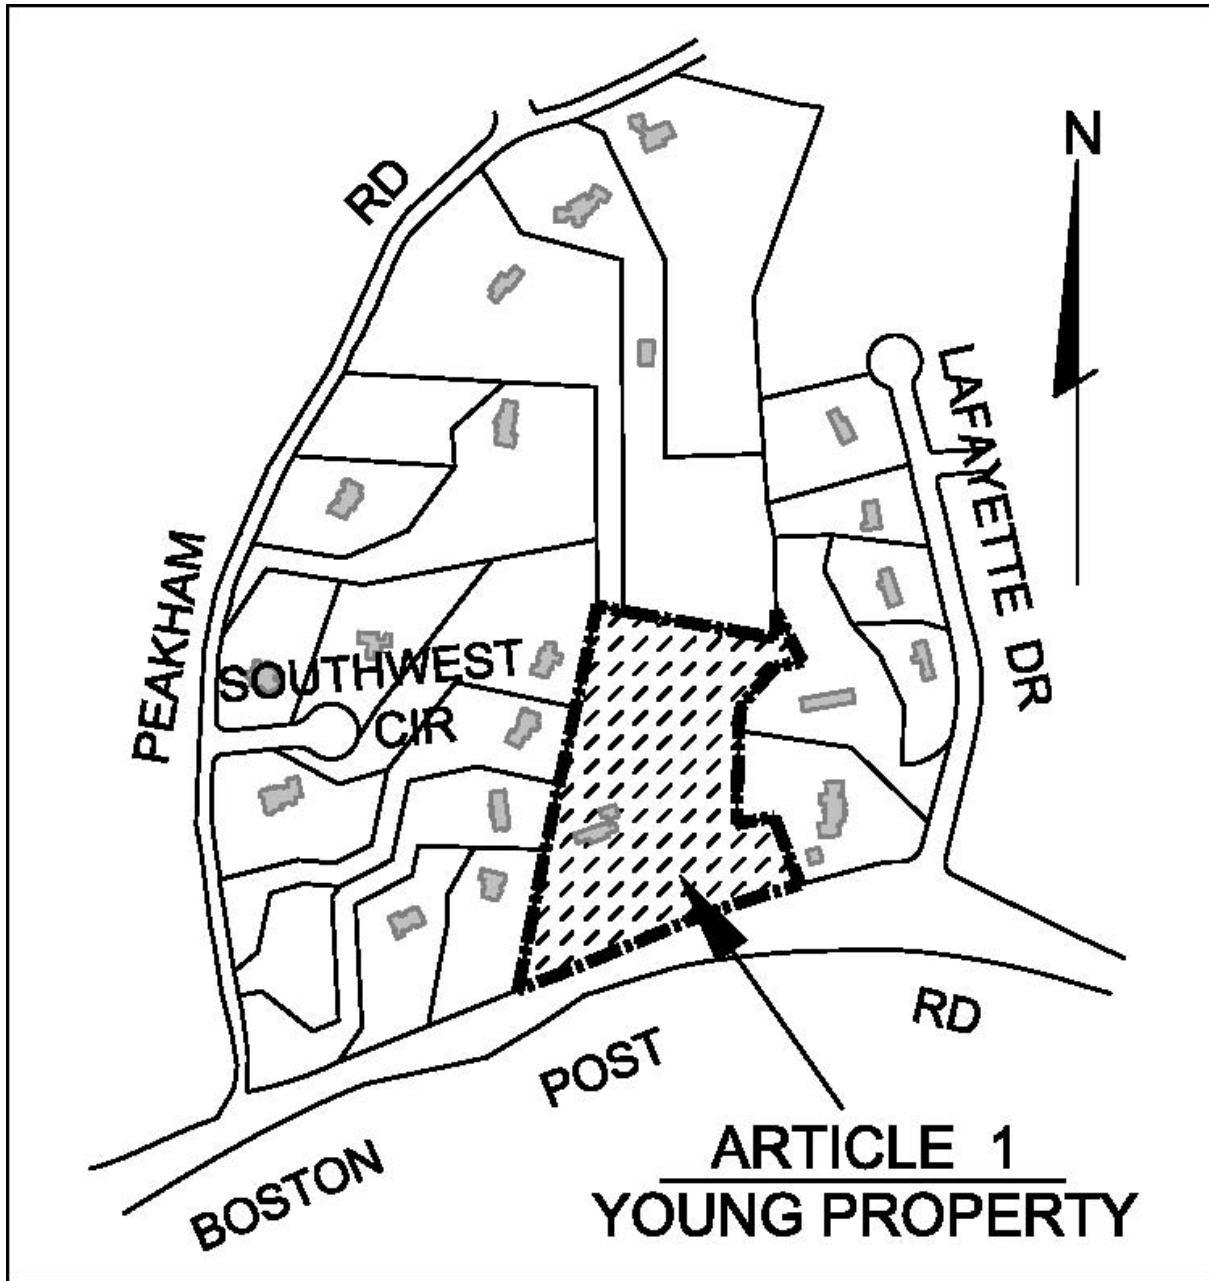 RD
N
LAFAYETTE DR
PEAKHAM
SOUTHWEST
CIR
RD
POST
BOSTON
ARTICLE 1
YOUNG PROPERTY